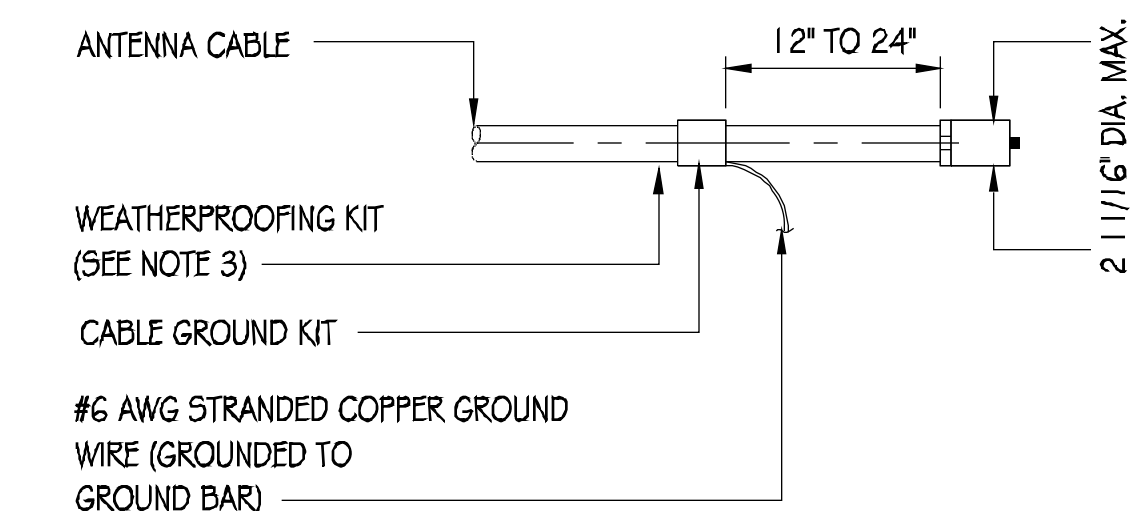 ANTENNA CABLE
12" TO 24"
2 11/16" DIA. MAX.
WEATHERPROOFING KIT
(SEE NOTE 3)
CABLE GROUND KIT
#6 AWG STRANDED COPPER GROUND
WIRE (GROUNDED TO
GROUND BAR)